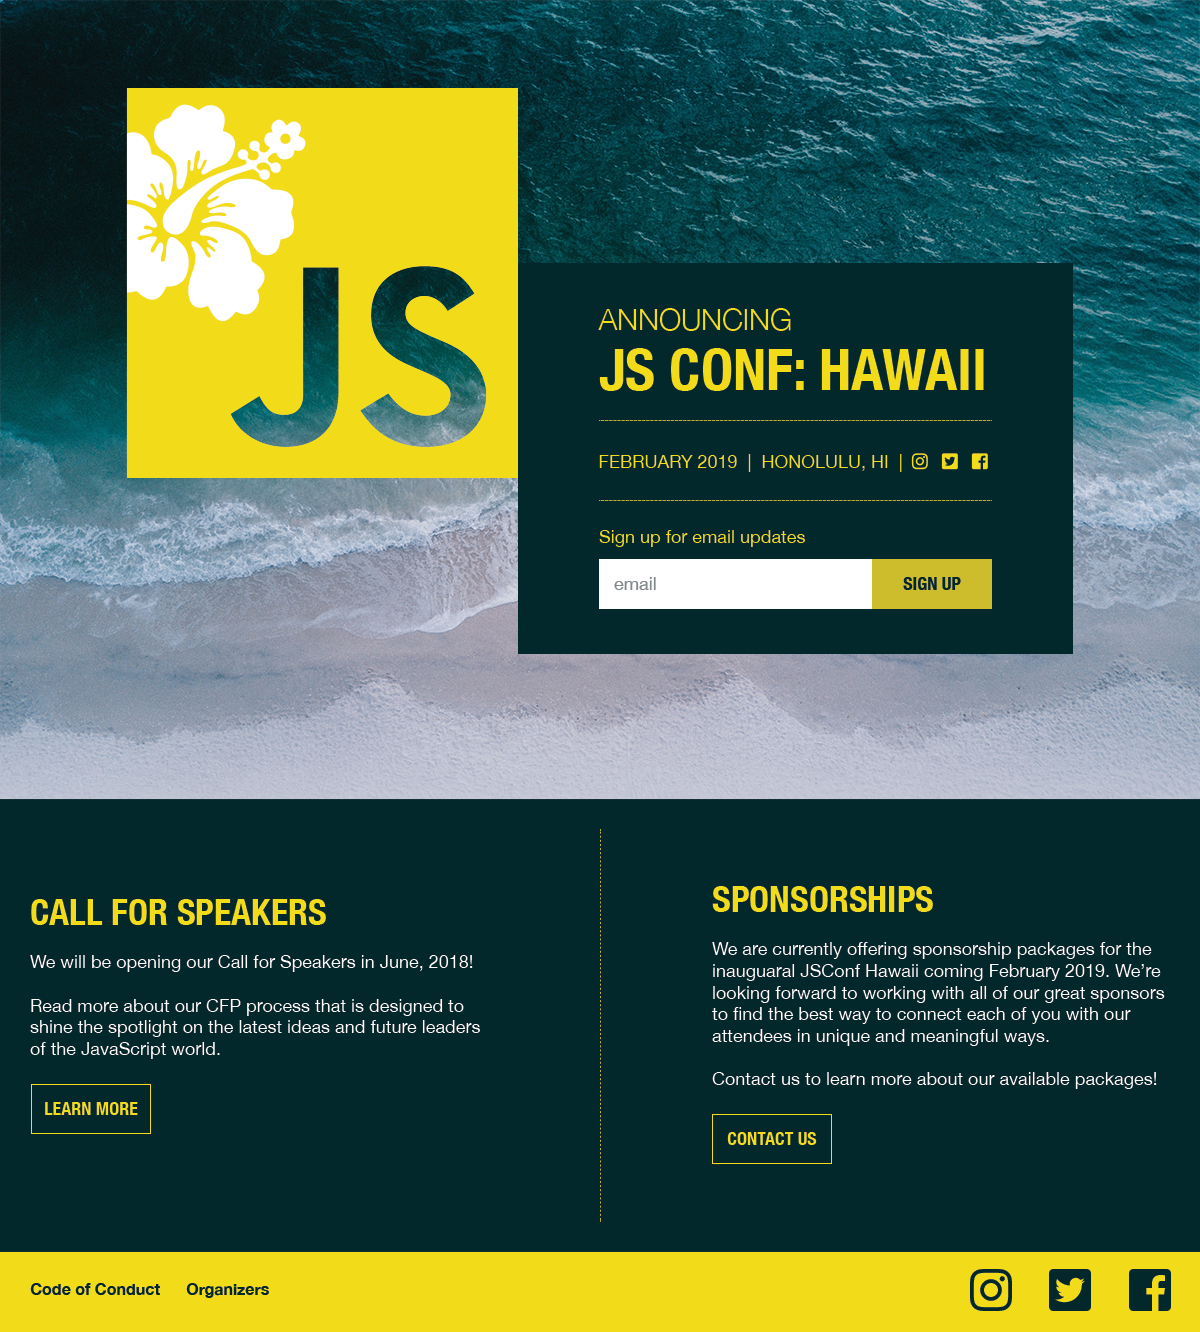 JS
ANNOUNCING
JS CONF: HAWAII
FEBRUARY 2019 | HONOLULU, HI |
Sign up for email updates
email
SIGN UP
CALL FOR SPEAKERS
We will be opening our Call for Speakers in June, 2018!
Read more about our CFP process that is designed to
shine the spotlight on the latest ideas and future leaders
of the JavaScript world.
LEARN MORE
SPONSORSHIPS
We are currently offering sponsorship packages for the
inauguaral JSConf Hawaii coming February 2019. We’re
looking forward to working with all of our great sponsors
to find the best way to connect each of you with our
attendees in unique and meaningful ways.
Contact us to learn more about our available packages!
CONTACT US
Code of Conduct
Organizers